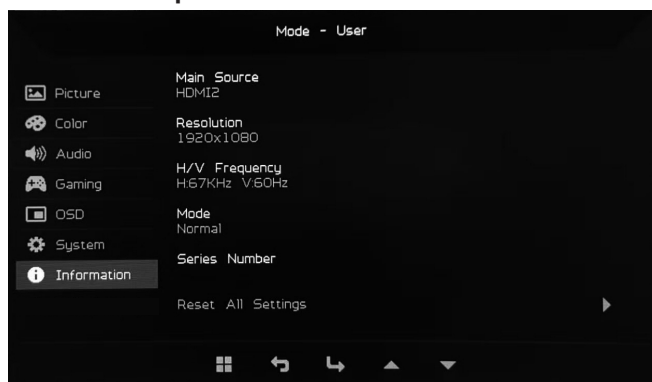 Mode - User
Picture
Color
Audio
Gaming
OSD
System
Information
Main Source
HDMI2
Resolution
1920x1080
H/V Frequency
H:67KHz V:60Hz
Mode
Normal
Series Number
Reset All Settings